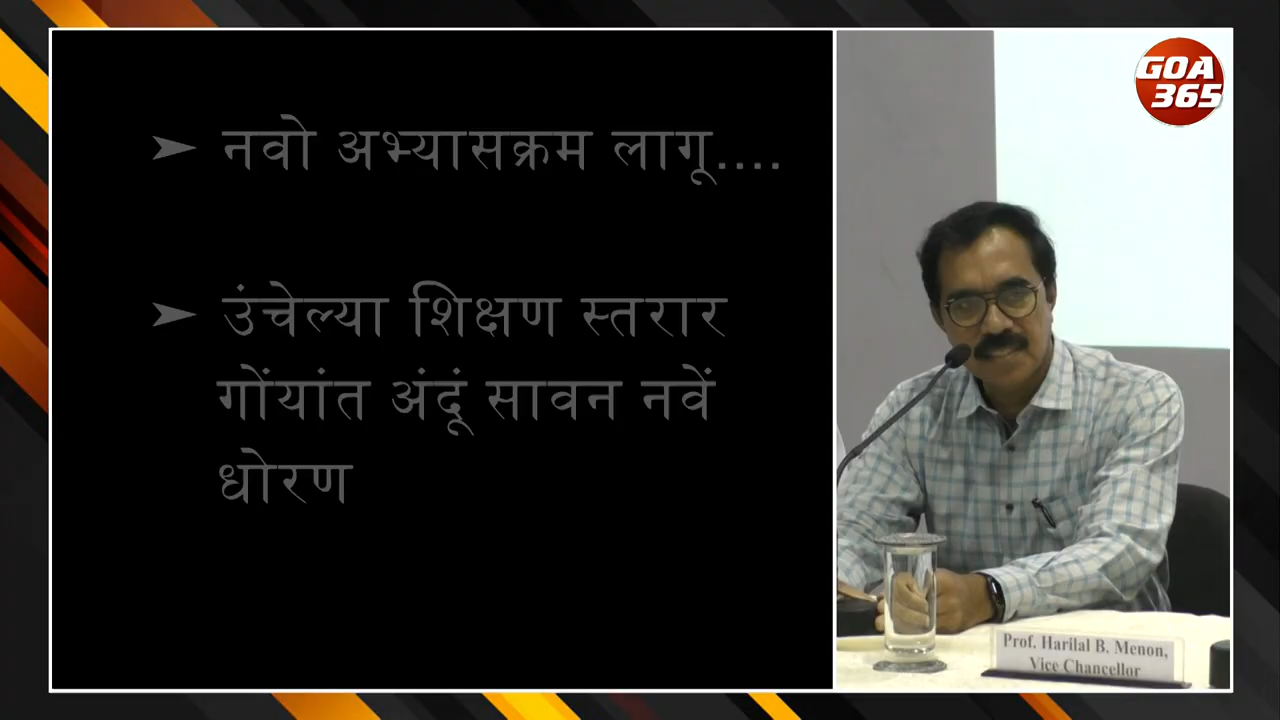 ➤ नवो अभ्यासक्रम लागू....
➤ उंचेल्या शिक्षण स्तरार
गोंयांत अंदूं सावन नवें
धोरण
GOA
365
Prof. Harilal B. Menon,
Vice Chancellor